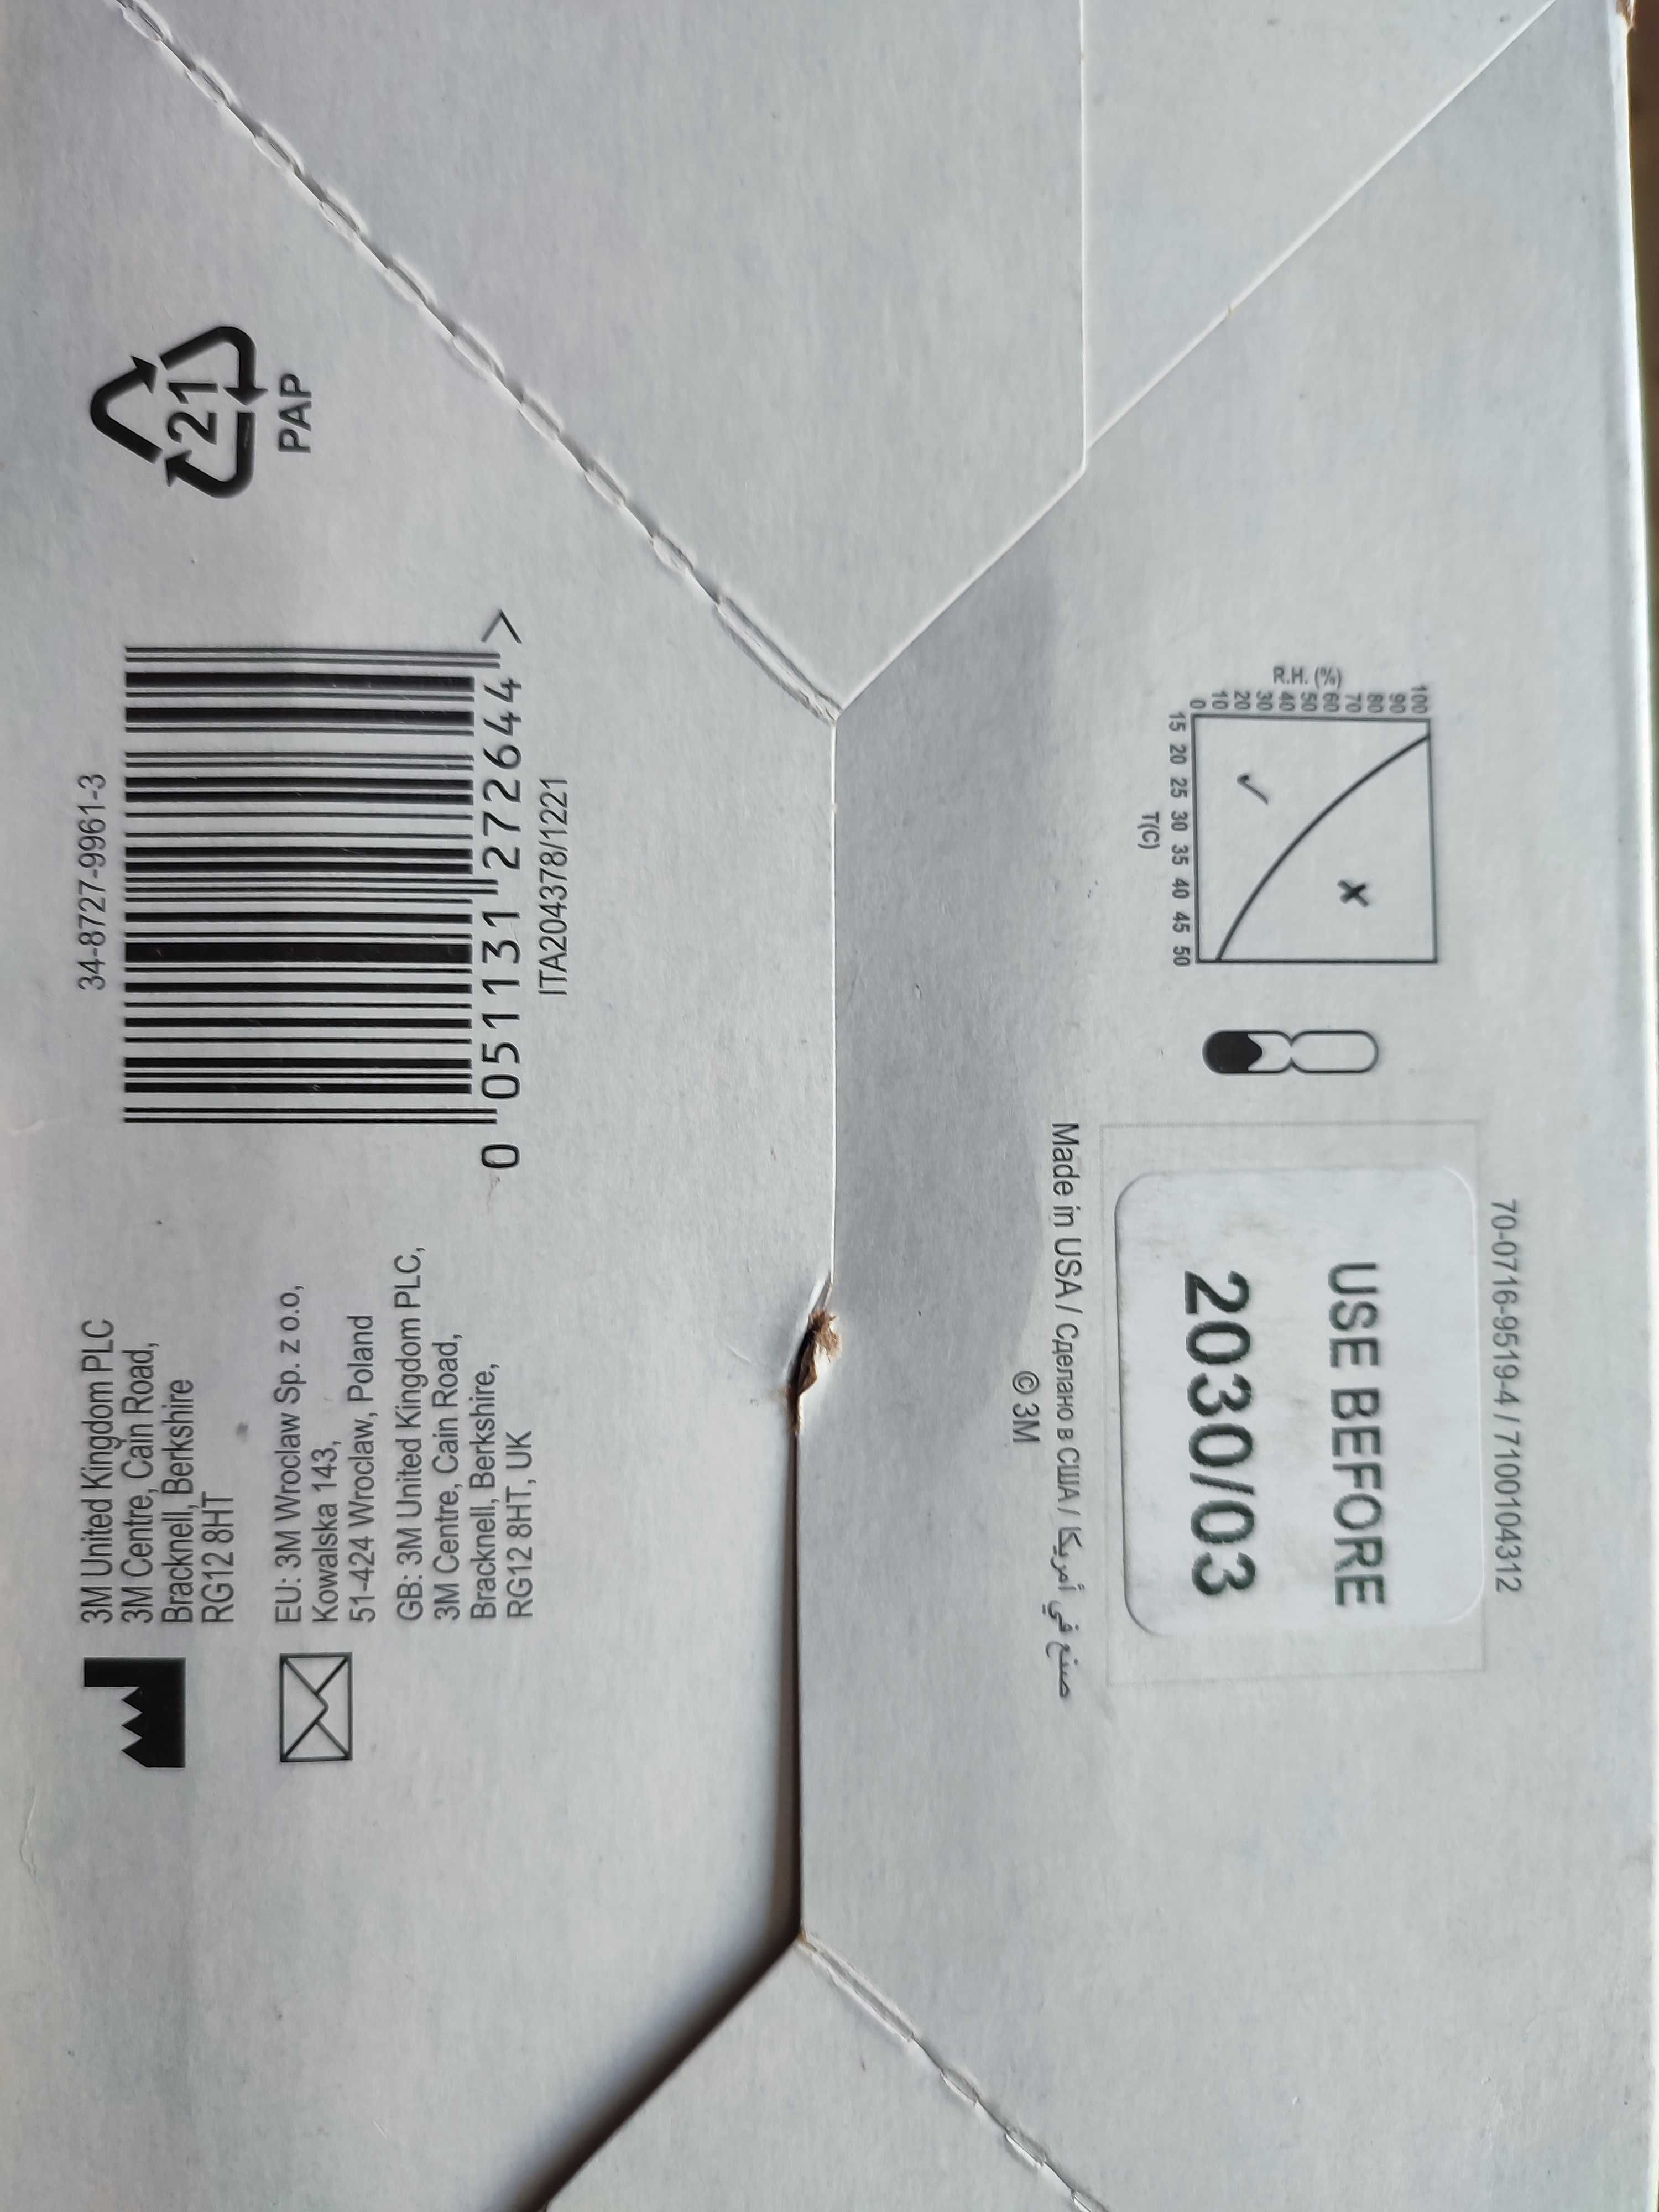 21
PAP
34-8727-9961-3
0 051131 272644 >
ITA204378/1221
3M United Kingdom PLC
3M Centre, Cain Road,
Bracknell, Berkshire
RG12 8HT
EU: 3M Wroclaw Sp. z o.o,
Kowalska 143,
51-424 Wroclaw, Poland
GB: 3M United Kingdom PLC,
3M Centre, Cain Road,
Bracknell, Berkshire,
RG12 8HT, UK
70-0716-9519-4 / 7100104312
USE BEFORE
2030/03
Made in USA / Сделано в США / صنع في أمريكا
© 3M
R.H. (%)
100
90
80
70
60
50
40
30
20
10
0
15 20 25 30 35 40 45 50
T(C)